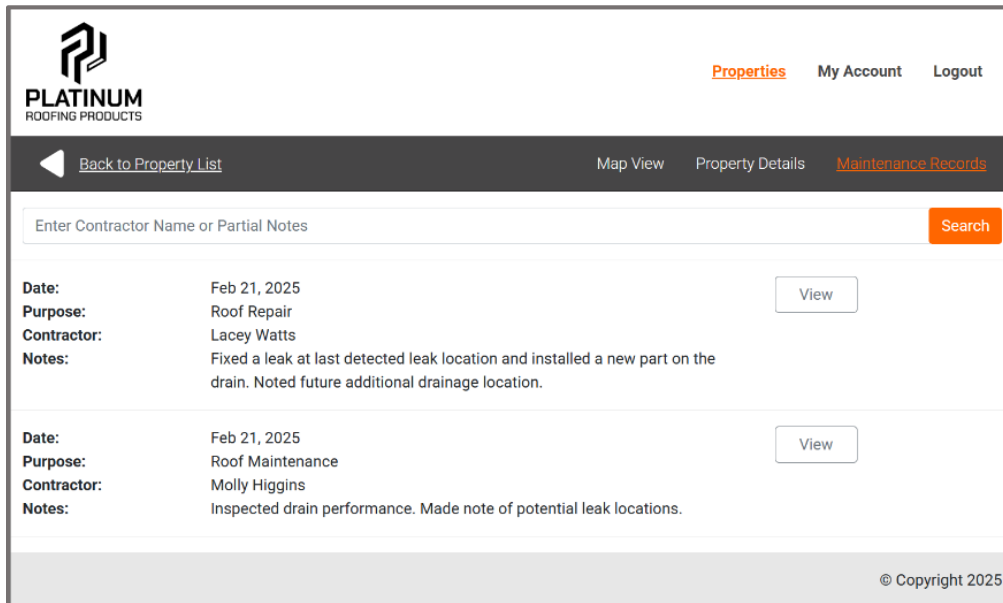 PLATINUM
ROOFING PRODUCTS
Properties My Account Logout
Back to Property List Map View Property Details Maintenance Records
Enter Contractor Name or Partial Notes Search
Date: Feb 21, 2025 View
Purpose: Roof Repair
Contractor: Lacey Watts
Notes: Fixed a leak at last detected leak location and installed a new part on the
drain. Noted future additional drainage location.
Date: Feb 21, 2025 View
Purpose: Roof Maintenance
Contractor: Molly Higgins
Notes: Inspected drain performance. Made note of potential leak locations.
© Copyright 2025